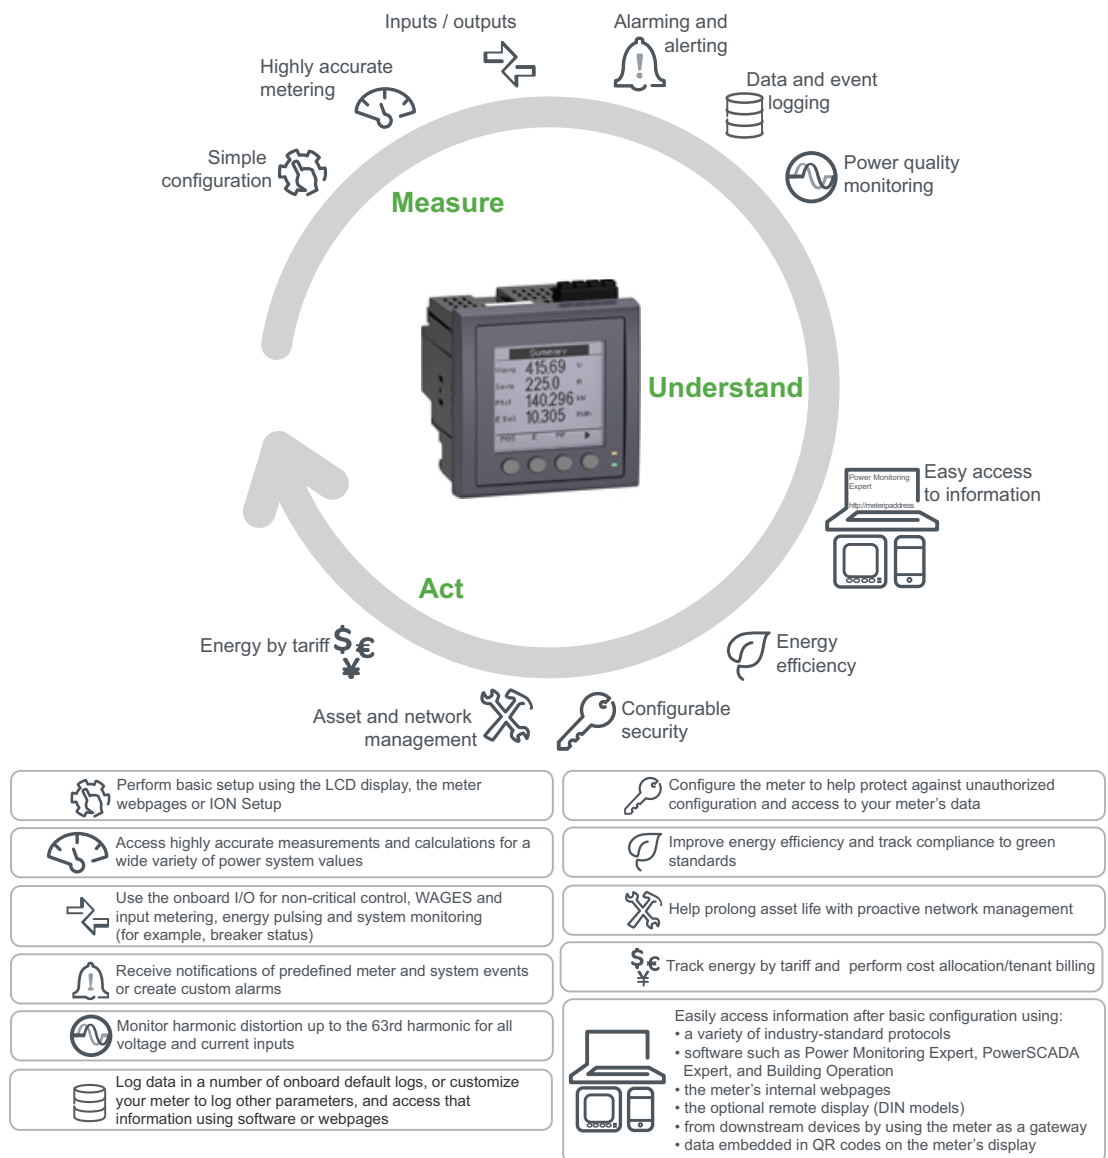 Inputs / outputs
Alarming and
alerting
Highly accurate
metering
Data and event
logging
Simple
configuration
Power quality
monitoring
Measure
Summary
Vavg 415.69 V
Iavg 225.0 A
Ptot 140.296 kW
E Del 10.305 MWh
PQS E PF
Understand
Power Monitoring
Expert
http://meteripaddress
Easy access
to information
Act
Energy by tariff
$ € ¥
Energy
efficiency
Asset and network
management
Configurable
security
Perform basic setup using the LCD display, the meter
webpages or ION Setup
Access highly accurate measurements and calculations for a
wide variety of power system values
Use the onboard I/O for non-critical control, WAGES and
input metering, energy pulsing and system monitoring
(for example, breaker status)
Receive notifications of predefined meter and system events
or create custom alarms
Monitor harmonic distortion up to the 63rd harmonic for all
voltage and current inputs
Log data in a number of onboard default logs, or customize
your meter to log other parameters, and access that
information using software or webpages
Configure the meter to help protect against unauthorized
configuration and access to your meter's data
Improve energy efficiency and track compliance to green
standards
Help prolong asset life with proactive network management
$ € ¥
Track energy by tariff and perform cost allocation/tenant billing
Easily access information after basic configuration using:
• a variety of industry-standard protocols
• software such as Power Monitoring Expert, PowerSCADA
Expert, and Building Operation
• the meter's internal webpages
• the optional remote display (DIN models)
• from downstream devices by using the meter as a gateway
• data embedded in QR codes on the meter's display